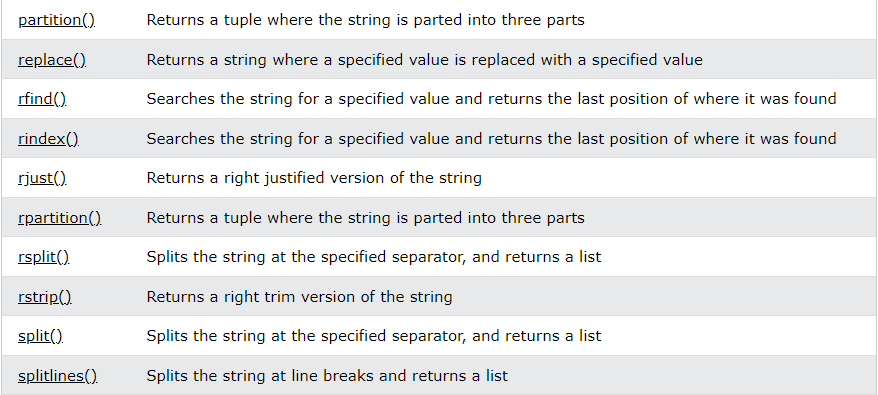 partition() Returns a tuple where the string is parted into three parts
replace() Returns a string where a specified value is replaced with a specified value
rfind() Searches the string for a specified value and returns the last position of where it was found
rindex() Searches the string for a specified value and returns the last position of where it was found
rjust() Returns a right justified version of the string
rpartition() Returns a tuple where the string is parted into three parts
rsplit() Splits the string at the specified separator, and returns a list
rstrip() Returns a right trim version of the string
split() Splits the string at the specified separator, and returns a list
splitlines() Splits the string at line breaks and returns a list